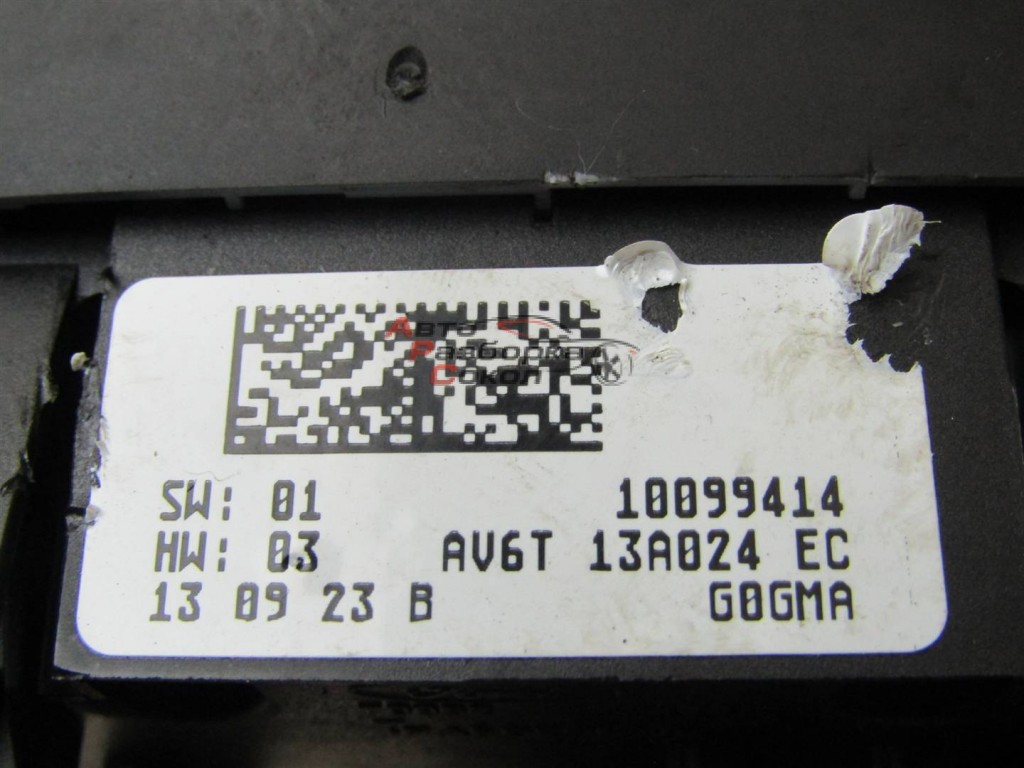 Авто
Разборка
Сокол
SW: 01 10099414
HW: 03 AV6T 13A024 EC
13 09 23 B G0GMA